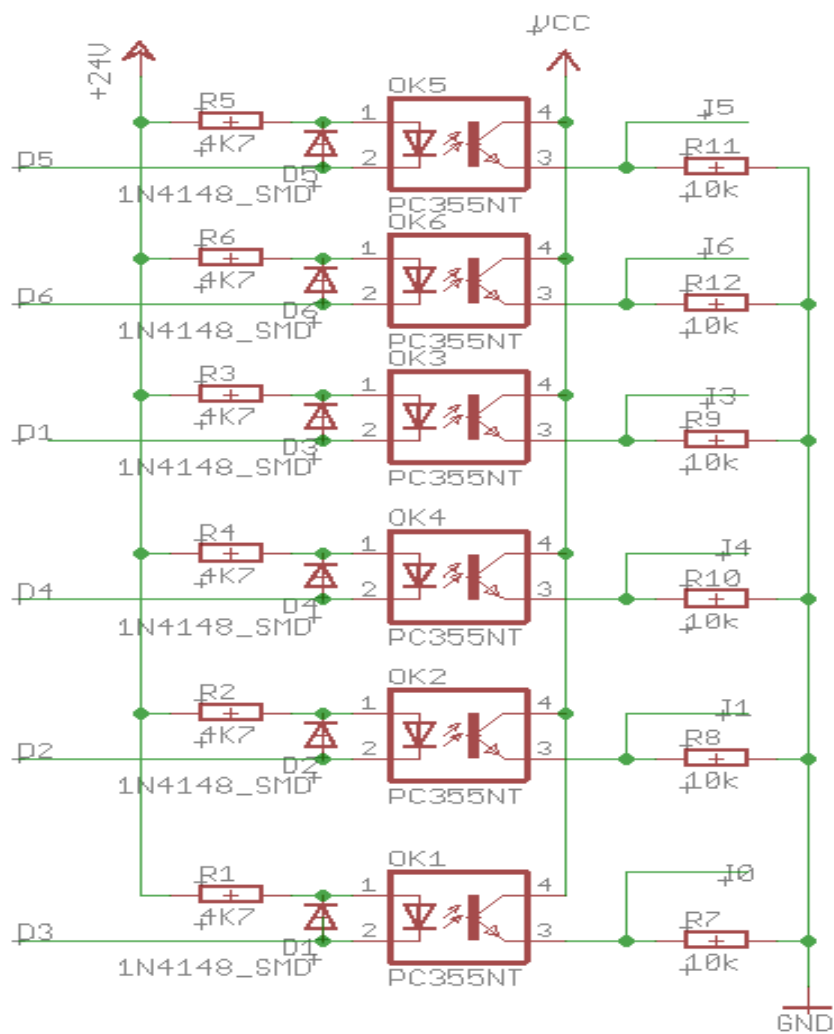 +24V
VCC
OK5
R5
1
4
I5
4K7
R11
D5
2
3
D5
10k
1N4148_SMD
PC355NT
OK6
R6
1
4
I6
4K7
R12
D6
2
3
D6
10k
1N4148_SMD
PC355NT
OK3
R3
1
4
I3
4K7
R9
D1
2
3
D3
10k
1N4148_SMD
PC355NT
OK4
R4
1
4
I4
4K7
R10
D4
2
3
D4
10k
1N4148_SMD
PC355NT
OK2
R2
1
4
I1
4K7
R8
D2
2
3
D2
10k
1N4148_SMD
PC355NT
OK1
R1
1
4
I0
4K7
R7
D3
2
3
D1
10k
1N4148_SMD
PC355NT
GND